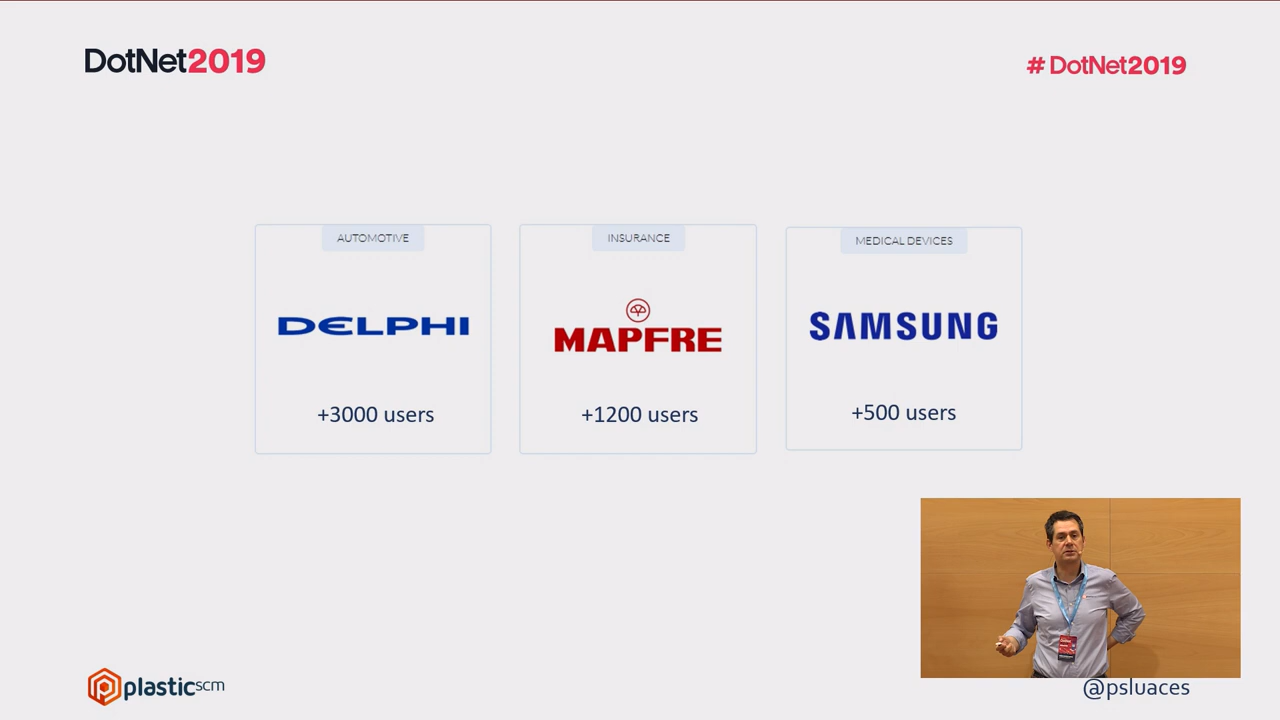 DotNet2019
# DotNet2019
AUTOMOTIVE
DELPHI
+3000 users
INSURANCE
MAPFRE
+1200 users
MEDICAL DEVICES
SAMSUNG
+500 users
plasticscm
@psluaces